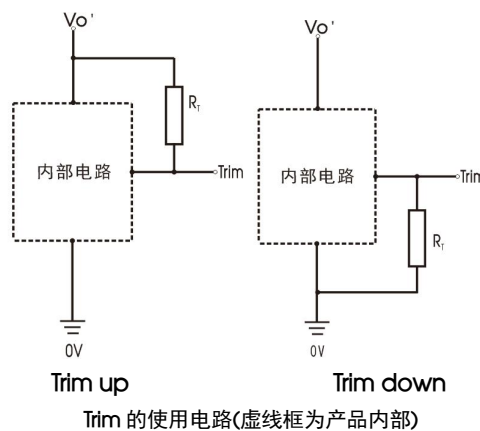 Vo'
RT
内部电路
Trim
0V
Trim up
Vo'
内部电路
Trim
RT
0V
Trim down
Trim 的使用电路(虚线框为产品内部)